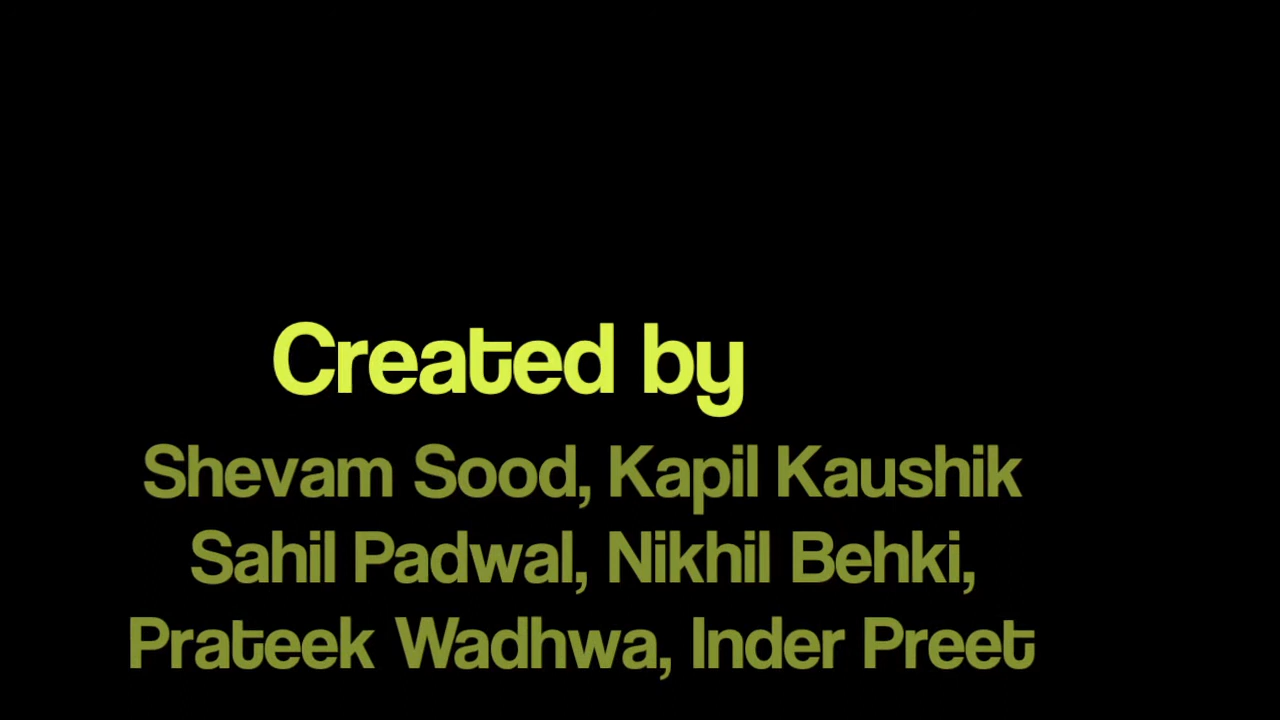 Created by
Shevam Sood, Kapil Kaushik
Sahil Padwal, Nikhil Behki,
Prateek Wadhwa, Inder Preet